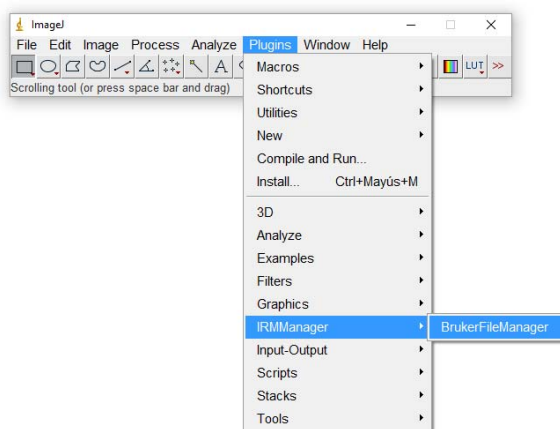 ImageJ
File Edit Image Process Analyze Plugins Window Help
A LUT >>
Scrolling tool (or press space bar and drag)
Macros
Shortcuts
Utilities
New
Compile and Run...
Install... Ctrl+Mayús+M
3D
Analyze
Examples
Filters
Graphics
IRMManager BrukerFileManager
Input-Output
Scripts
Stacks
Tools